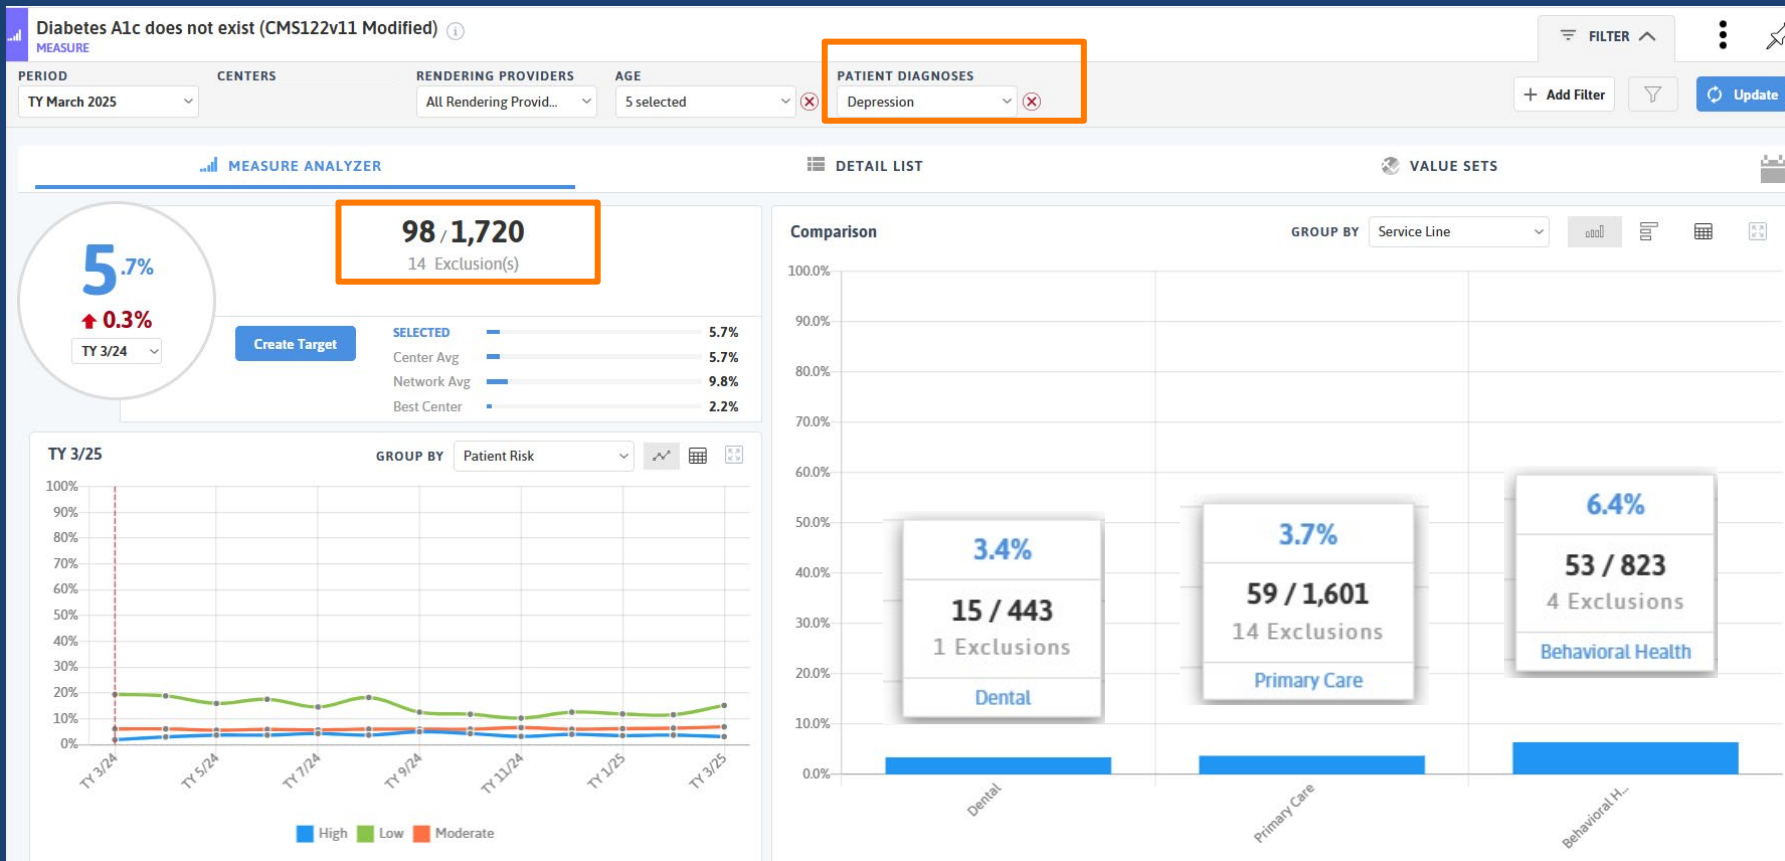 Diabetes A1c does not exist (CMS122v11 Modified)
MEASURE
FILTER
PERIOD
CENTERS
RENDERING PROVIDERS
AGE
PATIENT DIAGNOSES
TY March 2025
All Rendering Provid...
5 selected
Depression
+ Add Filter
Update
MEASURE ANALYZER
DETAIL LIST
VALUE SETS
5.7%
0.3%
TY 3/24
98 / 1,720
14 Exclusion(s)
Create Target
SELECTED 5.7%
Center Avg 5.7%
Network Avg 9.8%
Best Center 2.2%
Comparison
GROUP BY Service Line
100.0%
90.0%
80.0%
70.0%
60.0%
50.0%
40.0%
30.0%
20.0%
10.0%
0.0%
3.4%
15 / 443
1 Exclusions
Dental
3.7%
59 / 1,601
14 Exclusions
Primary Care
6.4%
53 / 823
4 Exclusions
Behavioral Health
Dental
Primary Care
Behavioral H...
TY 3/25
GROUP BY Patient Risk
100%
90%
80%
70%
60%
50%
40%
30%
20%
10%
0%
TY 3/24
TY 5/24
TY 7/24
TY 9/24
TY 11/24
TY 1/25
TY 3/25
High
Low
Moderate